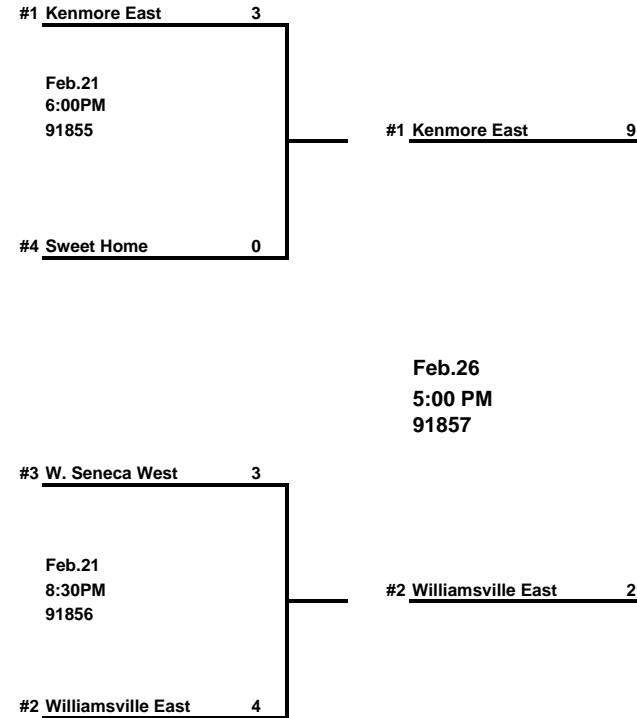 #1 Kenmore East 3
Feb.21
6:00PM
91855
#1 Kenmore East 9
#4 Sweet Home 0
Feb.26
5:00 PM
91857
#3 W. Seneca West 3
Feb.21
8:30PM
91856
#2 Williamsville East 2
#2 Williamsville East 4